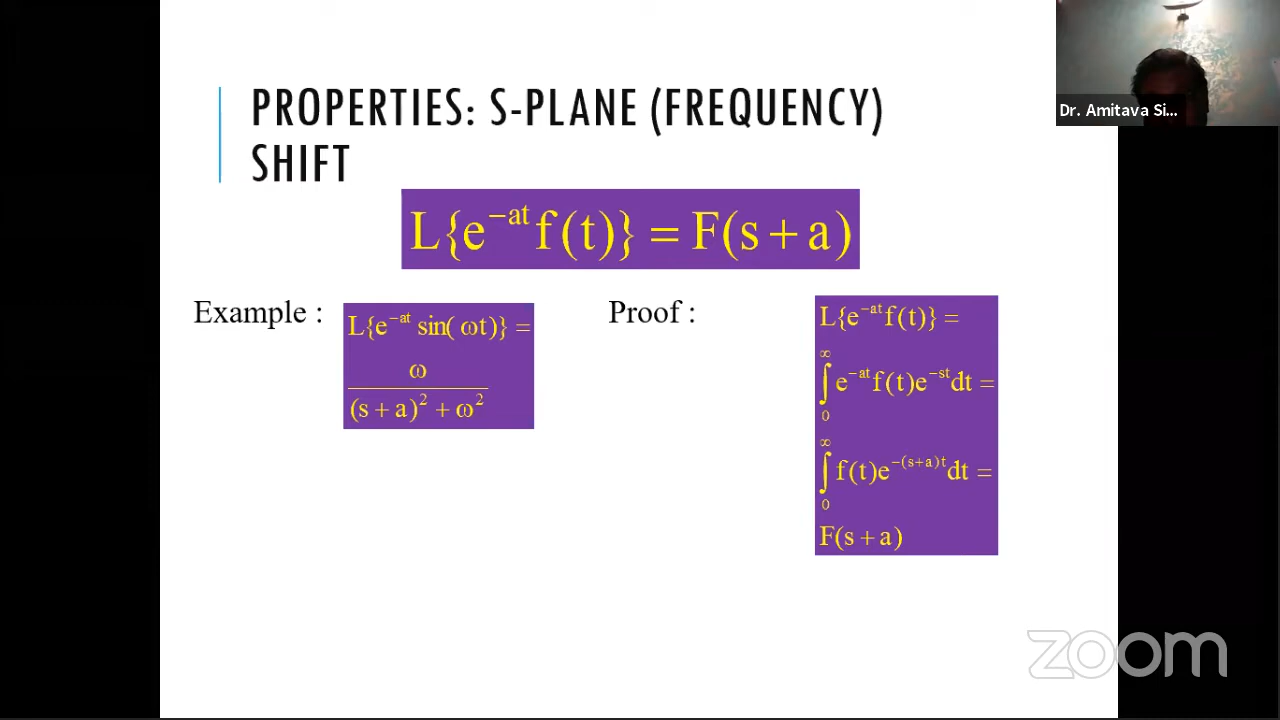 PROPERTIES: S-PLANE (FREQUENCY)
SHIFT
L{e^{-at} f(t)} = F(s + a)
Example :
L{e^{-at} sin( ωt)} =
ω
(s + a)^2 + ω^2
Proof :
L{e^{-at} f(t)} =
∫_0^∞ e^{-at} f(t)e^{-st} dt =
∫_0^∞ f(t)e^{-(s+a)t} dt =
F(s + a)
Dr. Amitava Si...
zoom